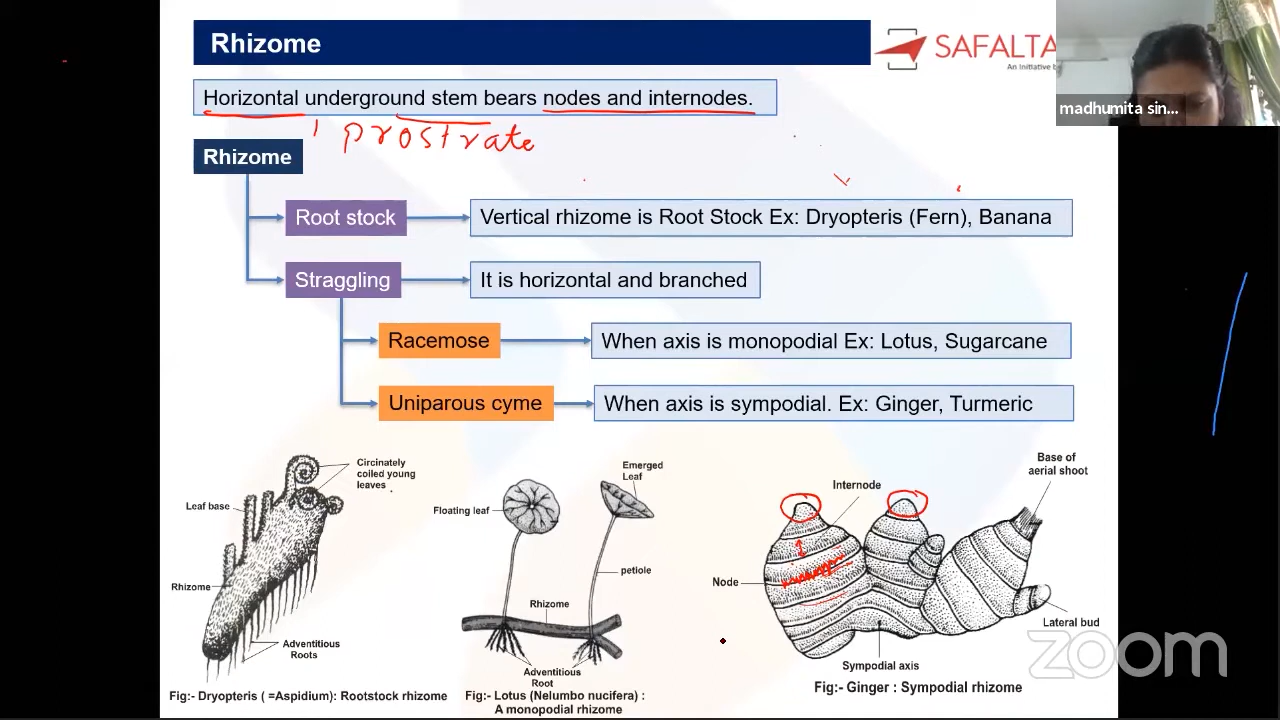 Rhizome
SAFALTA
An Initiative b
madhumita sin...
Horizontal underground stem bears nodes and internodes.
prostrate
Rhizome
Root stock
Vertical rhizome is Root Stock Ex: Dryopteris (Fern), Banana
Straggling
It is horizontal and branched
Racemose
When axis is monopodial Ex: Lotus, Sugarcane
Uniparous cyme
When axis is sympodial. Ex: Ginger, Turmeric
Circinately
coiled young
leaves
Leaf base
Rhizome
Adventitious
Roots
Fig:- Dryopteris ( =Aspidium): Rootstock rhizome
Emerged
Leaf
Floating leaf
petiole
Rhizome
Adventitious
Root
Fig:- Lotus (Nelumbo nucifera) :
A monopodial rhizome
Base of
aerial shoot
Internode
Node
Lateral bud
Sympodial axis
Fig:- Ginger : Sympodial rhizome
zoom